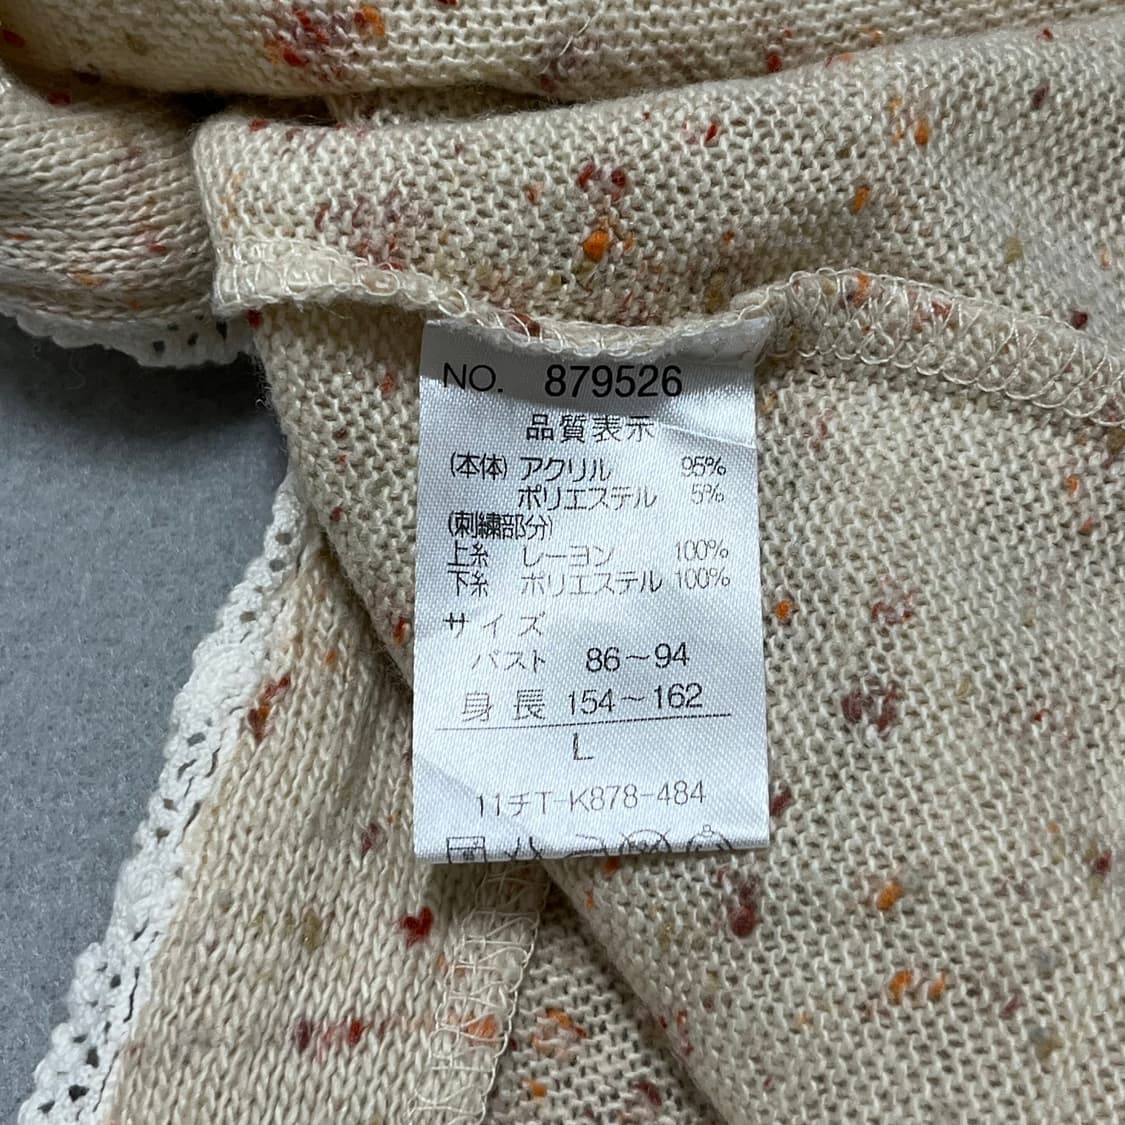 NO. 879526
品質表示
(本体) アクリル 95%
ポリエステル 5%
(刺繍部分)
上糸 レーヨン 100%
下糸 ポリエステル 100%
サイズ
バスト 86〜94
身長 154〜162
L
11チT-K878-484